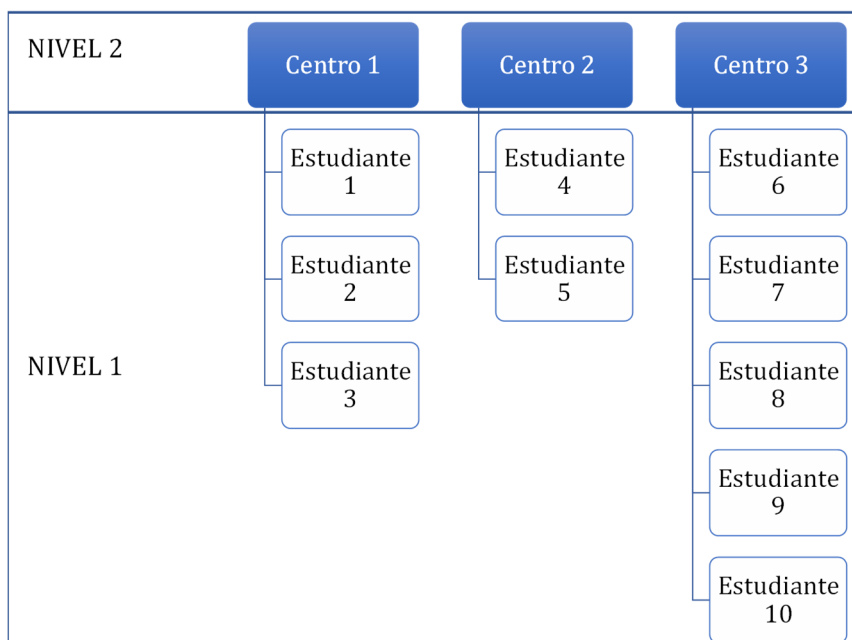 NIVEL 2
Centro 1
Centro 2
Centro 3
NIVEL 1
Estudiante
1
Estudiante
2
Estudiante
3
Estudiante
4
Estudiante
5
Estudiante
6
Estudiante
7
Estudiante
8
Estudiante
9
Estudiante
10